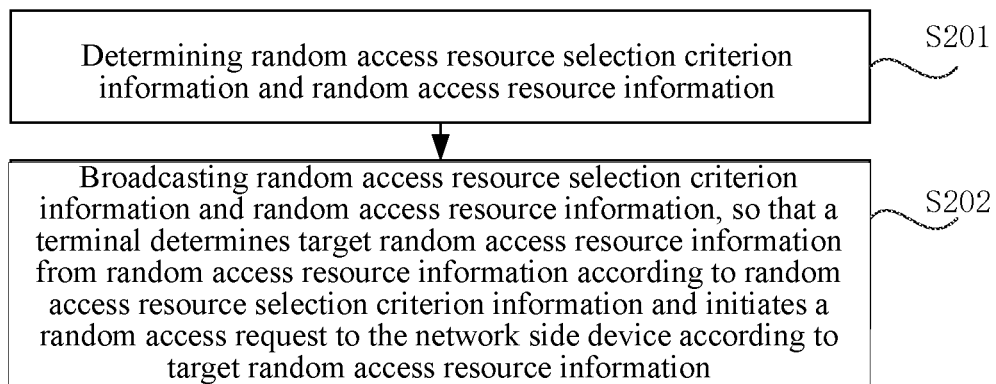 Determining random access resource selection criterion
information and random access resource information
S201
Broadcasting random access resource selection criterion
information and random access resource information, so that a
terminal determines target random access resource information
from random access resource information according to random
access resource selection criterion information and initiates a
random access request to the network side device according to
target random access resource information
S202